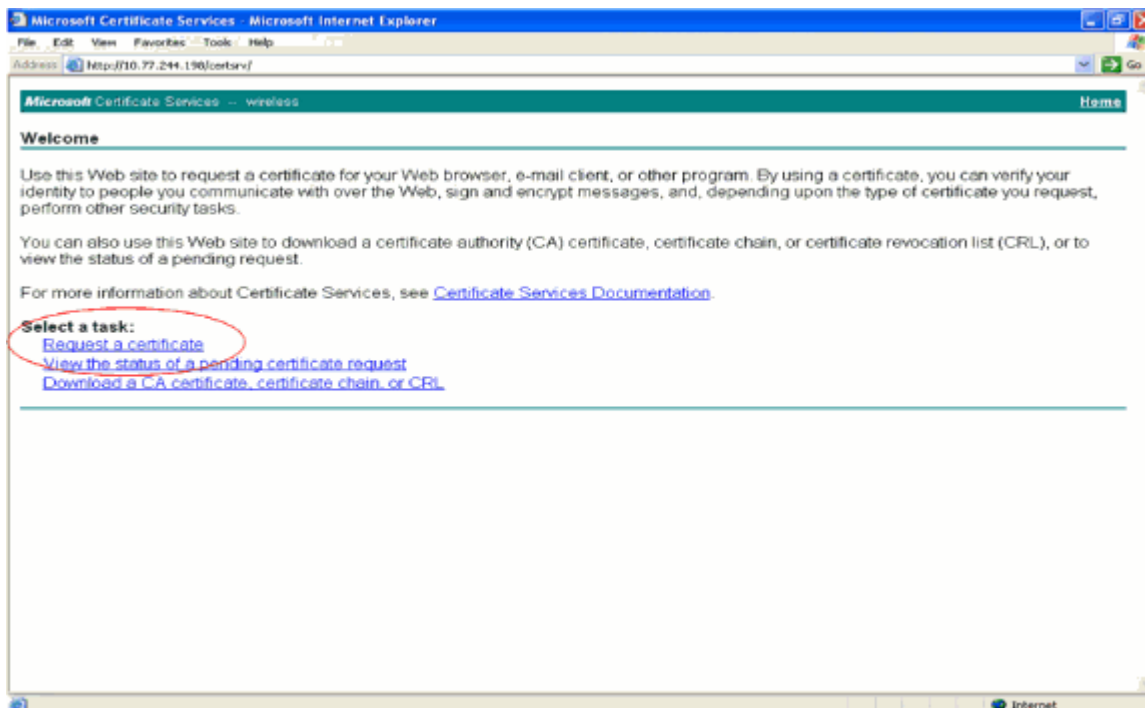 Microsoft Certificate Services - Microsoft Internet Explorer
File Edit View Favorites Tools Help
Address http://10.77.244.198/certsrv/ Go
Microsoft Certificate Services -- wireless Home
Welcome
Use this Web site to request a certificate for your Web browser, e-mail client, or other program. By using a certificate, you can verify your
identity to people you communicate with over the Web, sign and encrypt messages, and, depending upon the type of certificate you request,
perform other security tasks.
You can also use this Web site to download a certificate authority (CA) certificate, certificate chain, or certificate revocation list (CRL), or to
view the status of a pending request.
For more information about Certificate Services, see Certificate Services Documentation.
Select a task:
Request a certificate
View the status of a pending certificate request
Download a CA certificate, certificate chain, or CRL
Internet